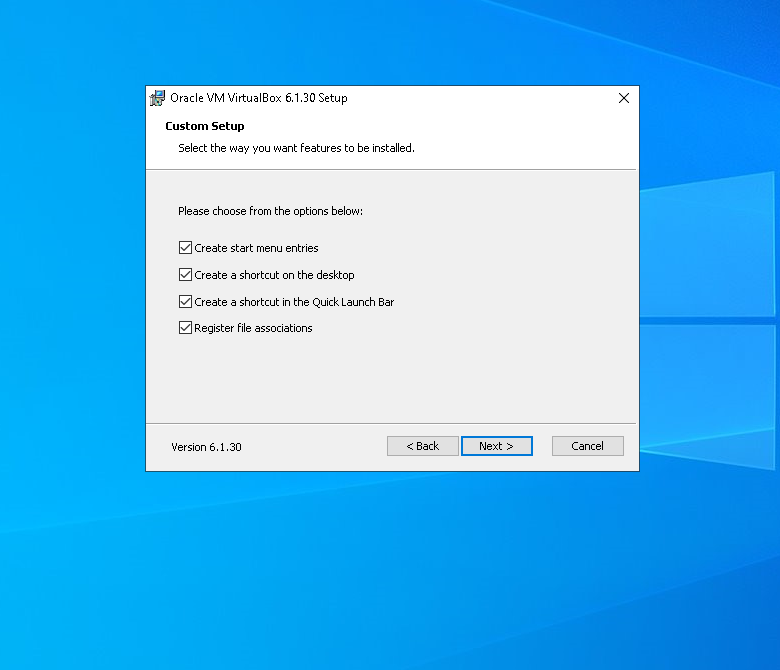 Oracle VM VirtualBox 6.1.30 Setup
Custom Setup
Select the way you want features to be installed.
Please choose from the options below:
Create start menu entries
Create a shortcut on the desktop
Create a shortcut in the Quick Launch Bar
Register file associations
Version 6.1.30
< Back
Next >
Cancel